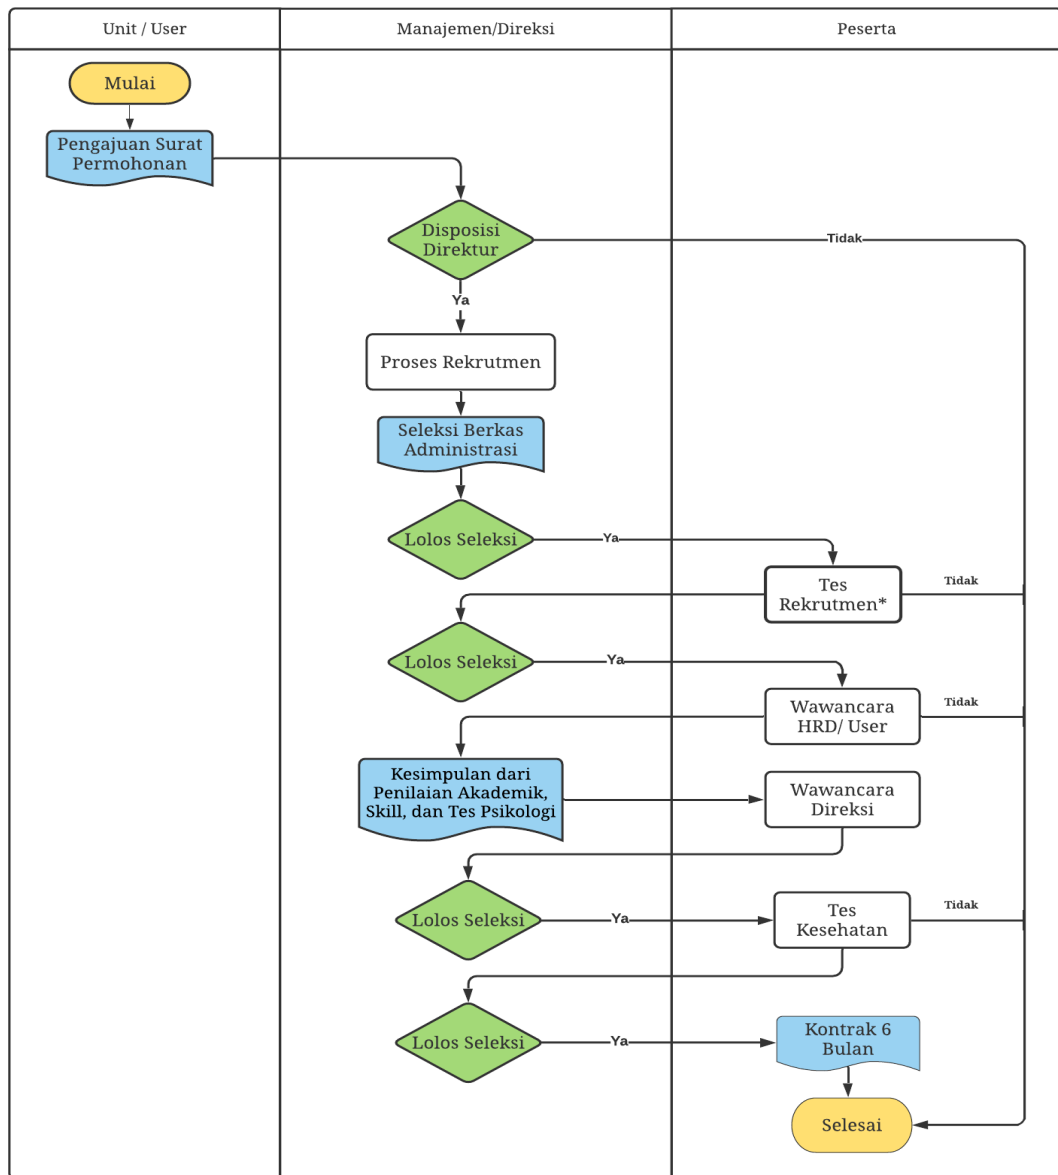 Unit / User
Manajemen/Direksi
Peserta
Mulai
Pengajuan Surat
Permohonan
Disposisi
Direktur
Tidak
Ya
Proses Rekrutmen
Seleksi Berkas
Administrasi
Lolos Seleksi
Ya
Tes
Rekrutmen*
Tidak
Lolos Seleksi
Ya
Wawancara
HRD/ User
Tidak
Kesimpulan dari
Penilaian Akademik,
Skill, dan Tes Psikologi
Wawancara
Direksi
Lolos Seleksi
Ya
Tes
Kesehatan
Tidak
Lolos Seleksi
Ya
Kontrak 6
Bulan
Selesai